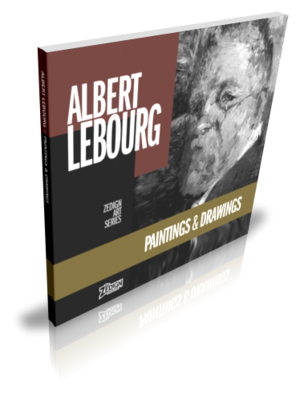 ALBERT
LEBOURG
ZEDIGN
ART
SERIES
PAINTINGS & DRAWINGS
ZEDIGN
ALBERT LEBOURG - PAINTINGS & DRAWINGS